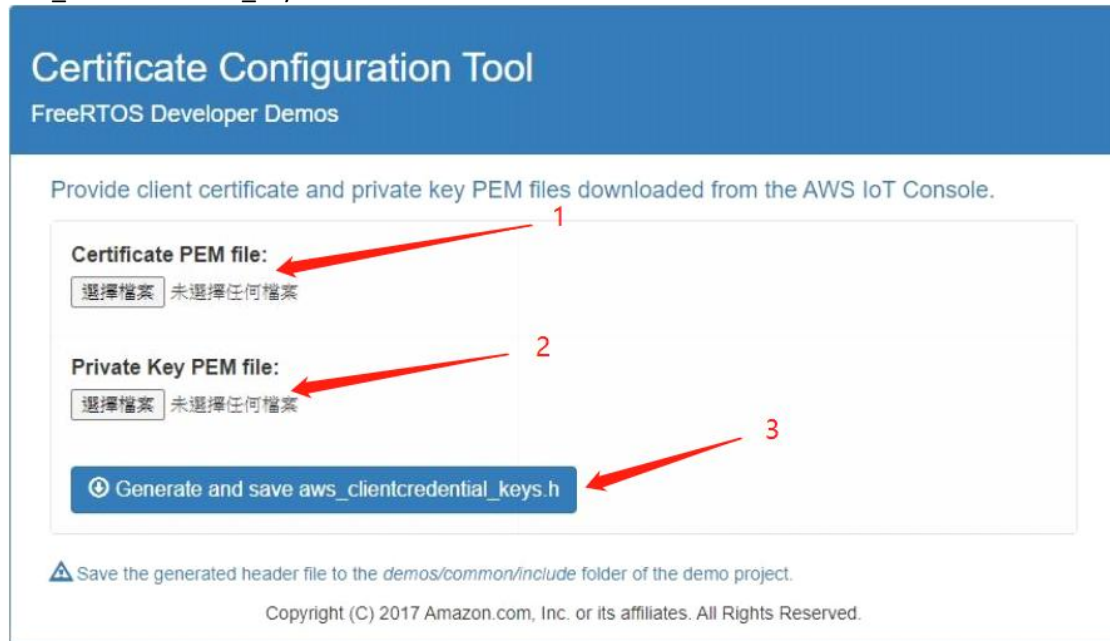 Certificate Configuration Tool
FreeRTOS Developer Demos
Provide client certificate and private key PEM files downloaded from the AWS IoT Console.
1
Certificate PEM file:
選擇檔案 未選擇任何檔案
2
Private Key PEM file:
選擇檔案 未選擇任何檔案
3
Generate and save aws_clientcredential_keys.h
Save the generated header file to the demos/common/include folder of the demo project.
Copyright (C) 2017 Amazon.com, Inc. or its affiliates. All Rights Reserved.